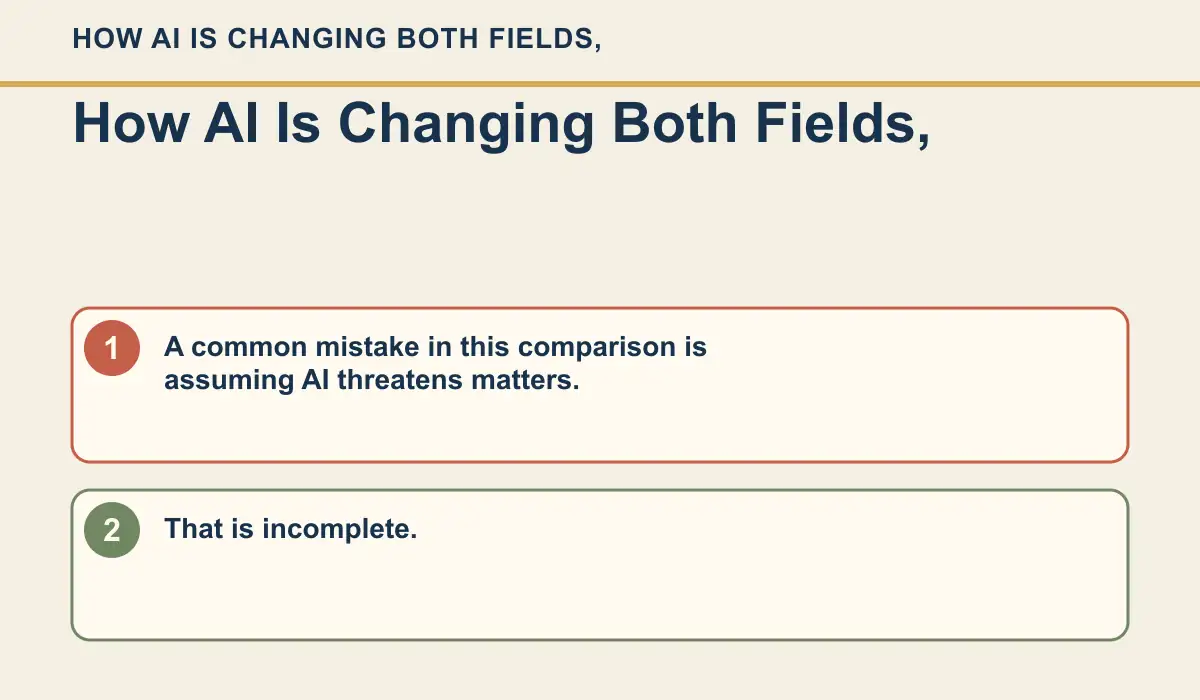 HOW AI IS CHANGING BOTH FIELDS,
How AI Is Changing Both Fields,
1
A common mistake in this comparison is
assuming AI threatens matters.
2
That is incomplete.